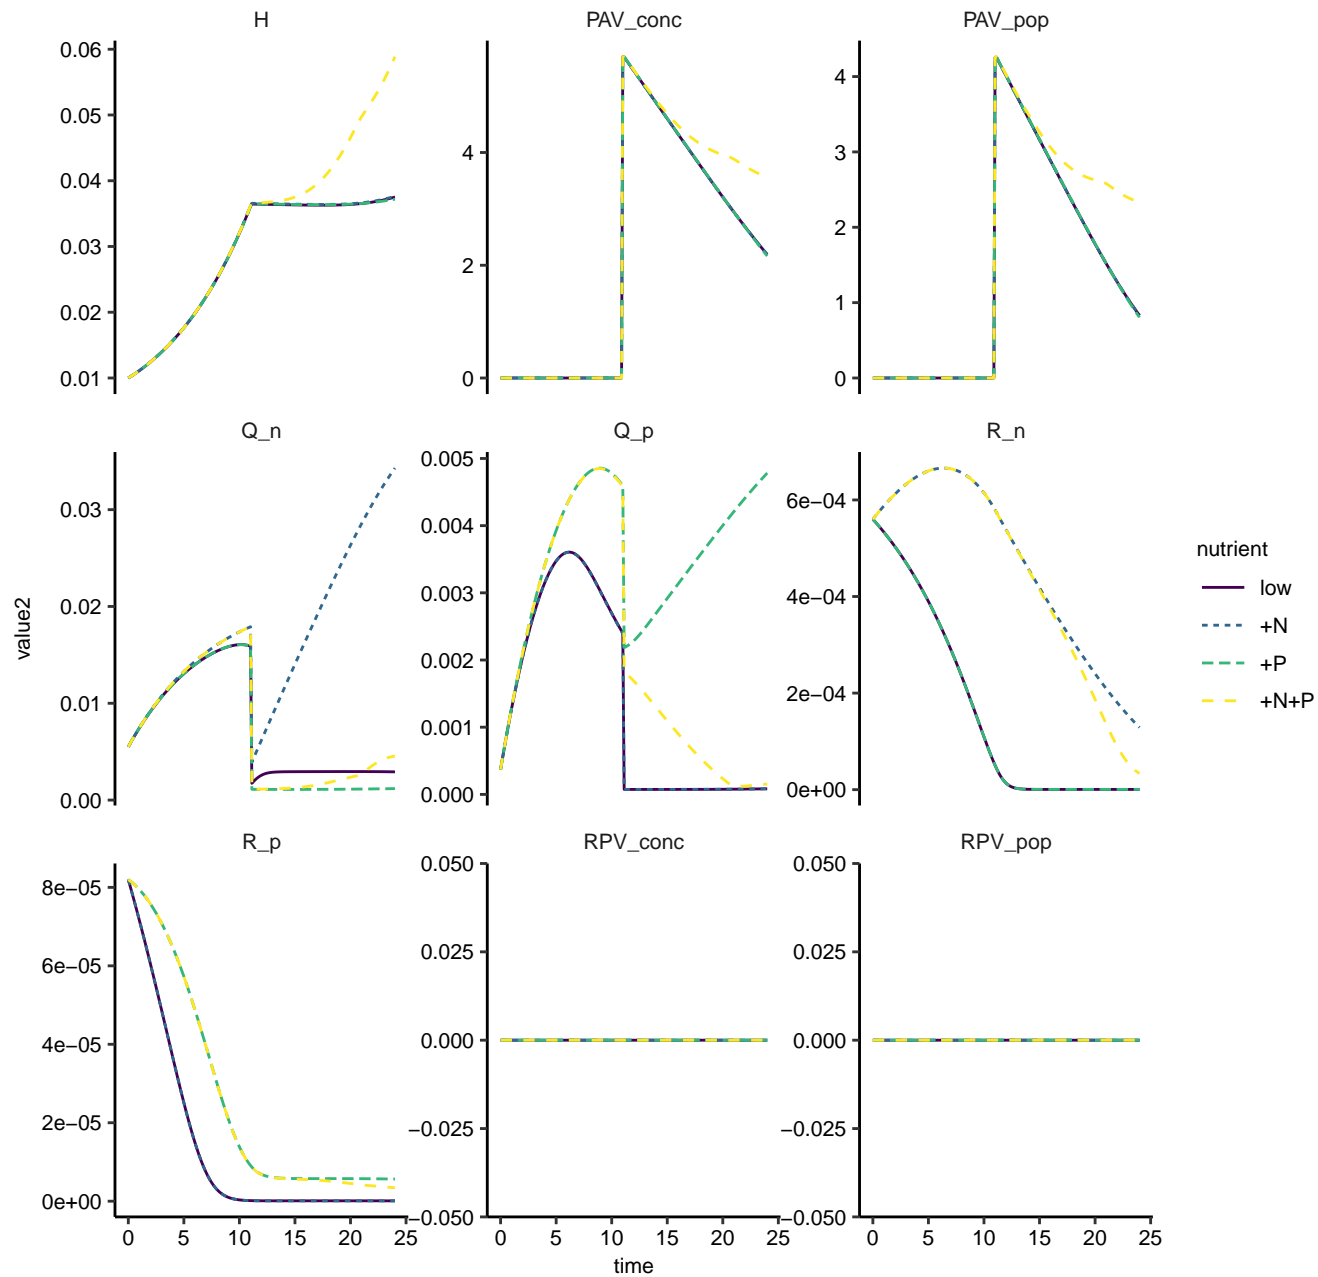 H
PAV_conc
PAV_pop
0.06
0.05
0.04
0.03
0.02
0.01
4
2
0
4
3
2
1
0
Q_n
Q_p
R_n
0.03
0.02
0.01
0.00
0.005
0.004
0.003
0.002
0.001
0.000
6e−04
4e−04
2e−04
0e+00
value2
nutrient
low
+N
+P
+N+P
R_p
RPV_conc
RPV_pop
8e−05
6e−05
4e−05
2e−05
0e+00
0.050
0.025
0.000
−0.025
−0.050
0.050
0.025
0.000
−0.025
−0.050
0 5 10 15 20 25
0 5 10 15 20 25
0 5 10 15 20 25
time